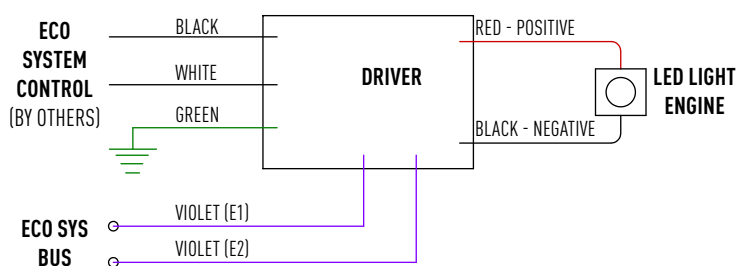 ECO
SYSTEM
CONTROL
(BY OTHERS)
BLACK
WHITE
GREEN
DRIVER
RED - POSITIVE
BLACK - NEGATIVE
LED LIGHT
ENGINE
ECO SYS
BUS
VIOLET (E1)
VIOLET (E2)